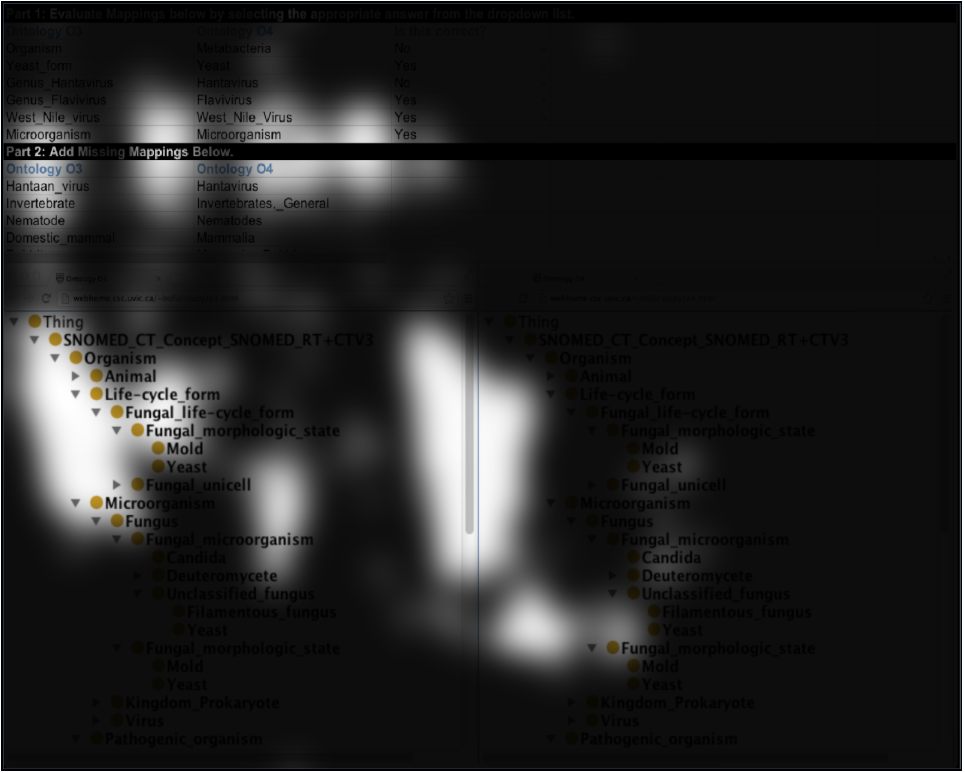 Part 1: Evaluate Mappings below by selecting the appropriate answer from the dropdown list.
Ontology O3 Ontology O4 Is this correct?
Organism Metabacteria No
Yeast_form Yeast Yes
Genus_Hantavirus Hantavirus No
Genus_Flavivirus Flavivirus Yes
West_Nile_virus West_Nile_Virus Yes
Microorganism Microorganism Yes
Part 2: Add Missing Mappings Below.
Ontology O3 Ontology O4
Hantaan_virus Hantavirus
Invertebrate Invertebrates,_General
Nematode Nematodes
Domestic_mammal Mammalia
Thing
SNOMED_CT_Concept_SNOMED_RT+CTV3
Organism
Animal
Life-cycle_form
Fungal_life-cycle_form
Fungal_morphologic_state
Mold
Yeast
Fungal_unicell
Microorganism
Fungus
Fungal_microorganism
Candida
Deuteromycete
Unclassified_fungus
Filamentous_fungus
Yeast
Fungal_morphologic_state
Mold
Yeast
Kingdom_Prokaryote
Virus
Pathogenic_organism
Thing
SNOMED_CT_Concept_SNOMED_RT+CTV3
Organism
Animal
Life-cycle_form
Fungal_life-cycle_form
Fungal_morphologic_state
Mold
Yeast
Fungal_unicell
Microorganism
Fungus
Fungal_microorganism
Candida
Deuteromycete
Unclassified_fungus
Filamentous_fungus
Yeast
Fungal_morphologic_state
Mold
Yeast
Kingdom_Prokaryote
Virus
Pathogenic_organism